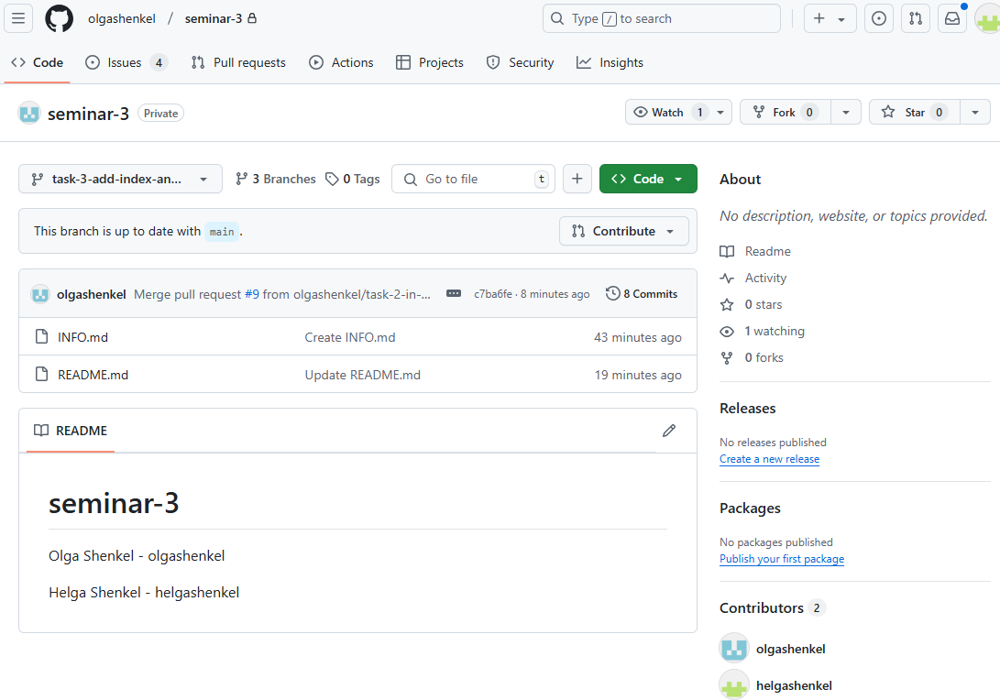 olgashenkel / seminar-3
Type / to search
Code
Issues 4
Pull requests
Actions
Projects
Security
Insights
seminar-3 Private
Watch 1
Fork 0
Star 0
task-3-add-index-an...
3 Branches
0 Tags
Go to file t
Code
This branch is up to date with main .
Contribute
olgashenkel Merge pull request #9 from olgashenkel/task-2-in-... c7ba6fe · 8 minutes ago 8 Commits
INFO.md Create INFO.md 43 minutes ago
README.md Update README.md 19 minutes ago
README
seminar-3
Olga Shenkel - olgashenkel
Helga Shenkel - helgashenkel
About
No description, website, or topics provided.
Readme
Activity
0 stars
1 watching
0 forks
Releases
No releases published
Create a new release
Packages
No packages published
Publish your first package
Contributors 2
olgashenkel
helgashenkel